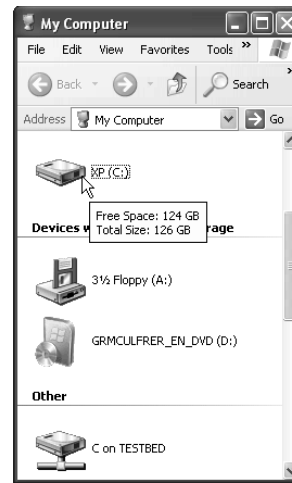 My Computer
File Edit View Favorites Tools »
Back Search »
Address My Computer Go
XP (C:)
Free Space: 124 GB
Total Size: 126 GB
Devices w rage
3½ Floppy (A:)
GRMCULFRER_EN_DVD (D:)
Other
C on TESTBED